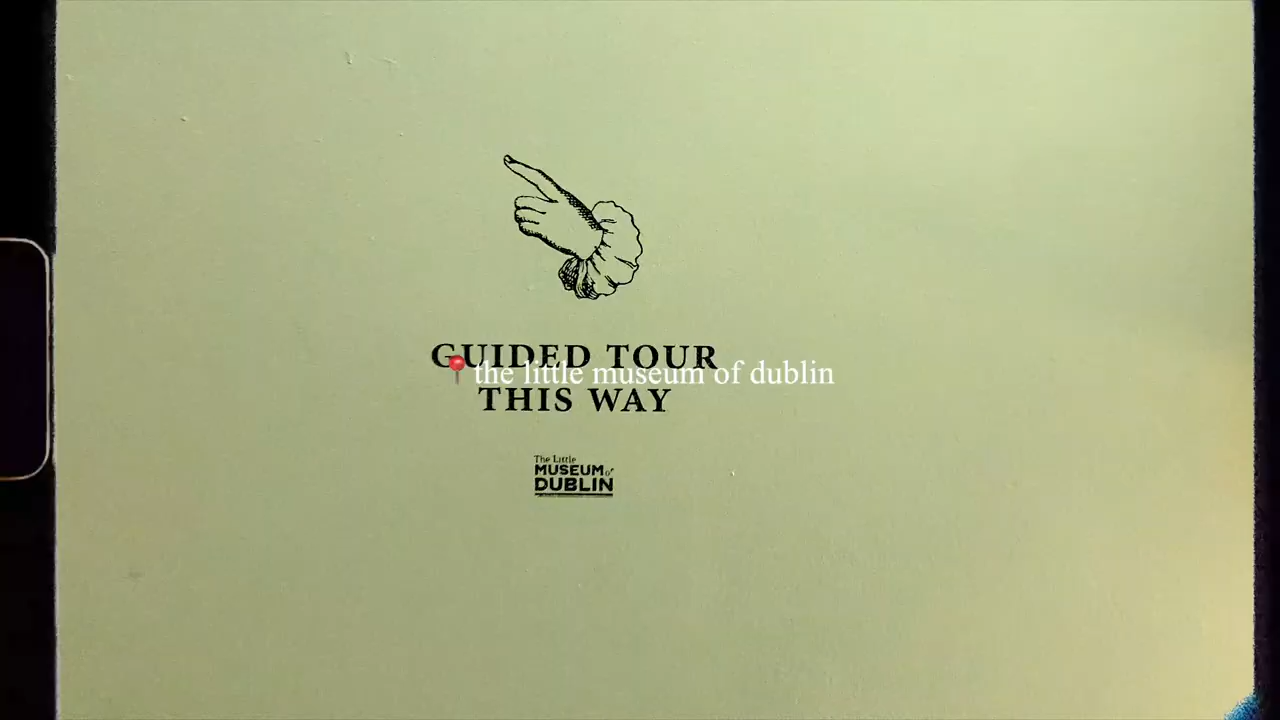 GUIDED TOUR
📍 the little museum of dublin
THIS WAY
The Little
MUSEUM of
DUBLIN